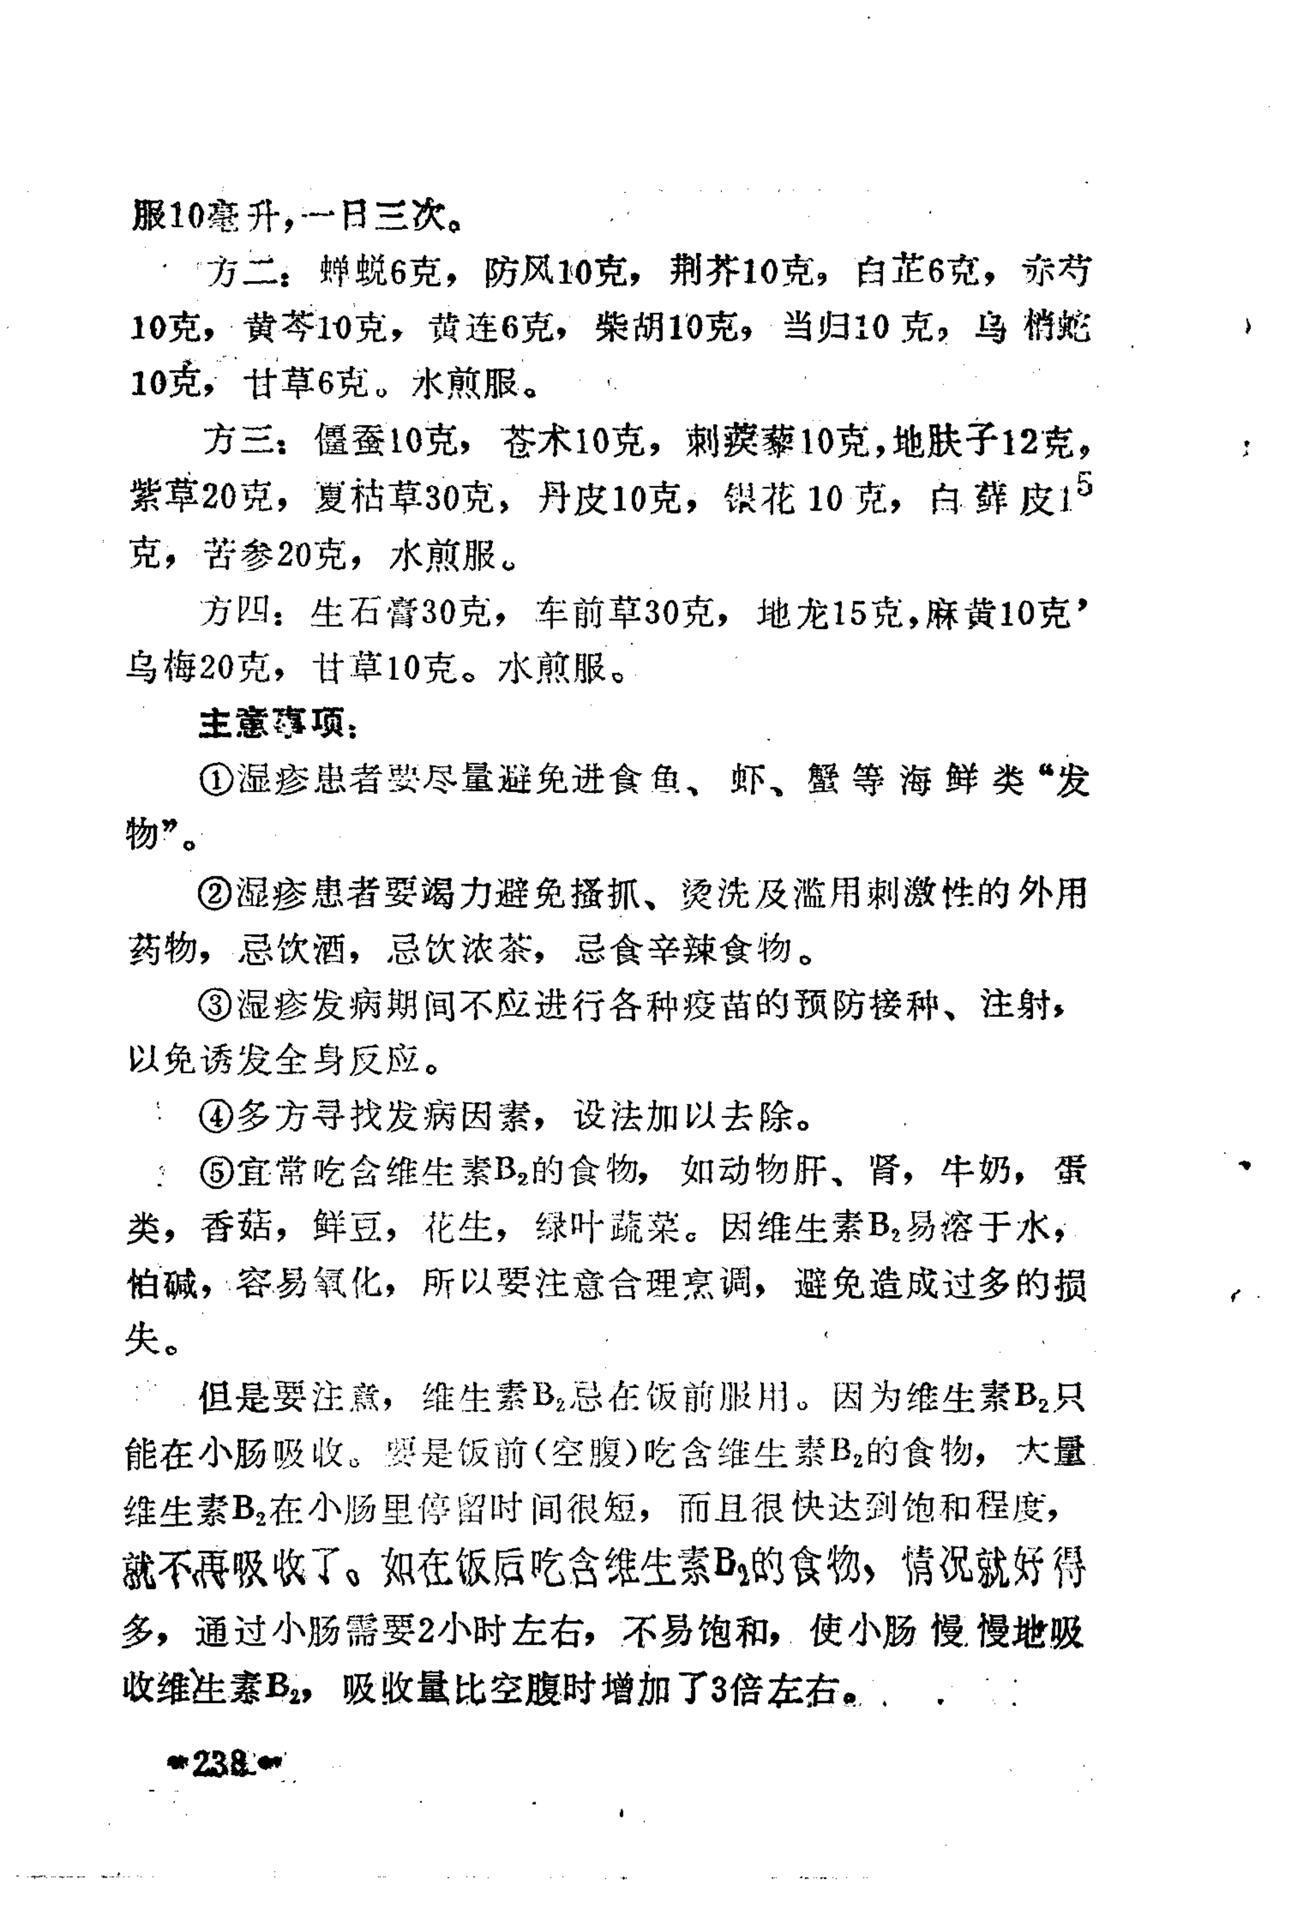 服10毫升，一日三次。
方二：蝉蜕6克，防风10克，荆芥10克，白芷6克，赤芍
10克，黄芩10克，黄连6克，柴胡10克，当归10克，乌梢蛇
10克，甘草6克。水煎服。
方三：僵蚕10克，苍术10克，刺蒺藜10克，地肤子12克，
紫草20克，夏枯草30克，丹皮10克，银花10克，白藓皮15
克，苦参20克，水煎服。
方四：生石膏30克，车前草30克，地龙15克，麻黄10克，
乌梅20克，甘草10克。水煎服。
主意事项：
①湿疹患者要尽量避免进食鱼、虾、蟹等海鲜类“发
物”。
②湿疹患者要竭力避免搔抓、烫洗及滥用刺激性的外用
药物，忌饮酒，忌饮浓茶，忌食辛辣食物。
③湿疹发病期间不应进行各种疫苗的预防接种、注射，
以免诱发全身反应。
④多方寻找发病因素，设法加以去除。
⑤宜常吃含维生素B₂的食物，如动物肝、肾，牛奶，蛋
类，香菇，鲜豆，花生，绿叶蔬菜。因维生素B₂易溶于水，
怕碱，容易氧化，所以要注意合理烹调，避免造成过多的损
失。
但是要注意，维生素B₂忌在饭前服用。因为维生素B₂只
能在小肠吸收。要是饭前（空腹）吃含维生素B₂的食物，大量
维生素B₂在小肠里停留时间很短，而且很快达到饱和程度，
就不再吸收了。如在饭后吃含维生素B₂的食物，情况就好得
多，通过小肠需要2小时左右，不易饱和，使小肠慢慢地吸
收维生素B₂，吸收量比空腹时增加了3倍左右。
238